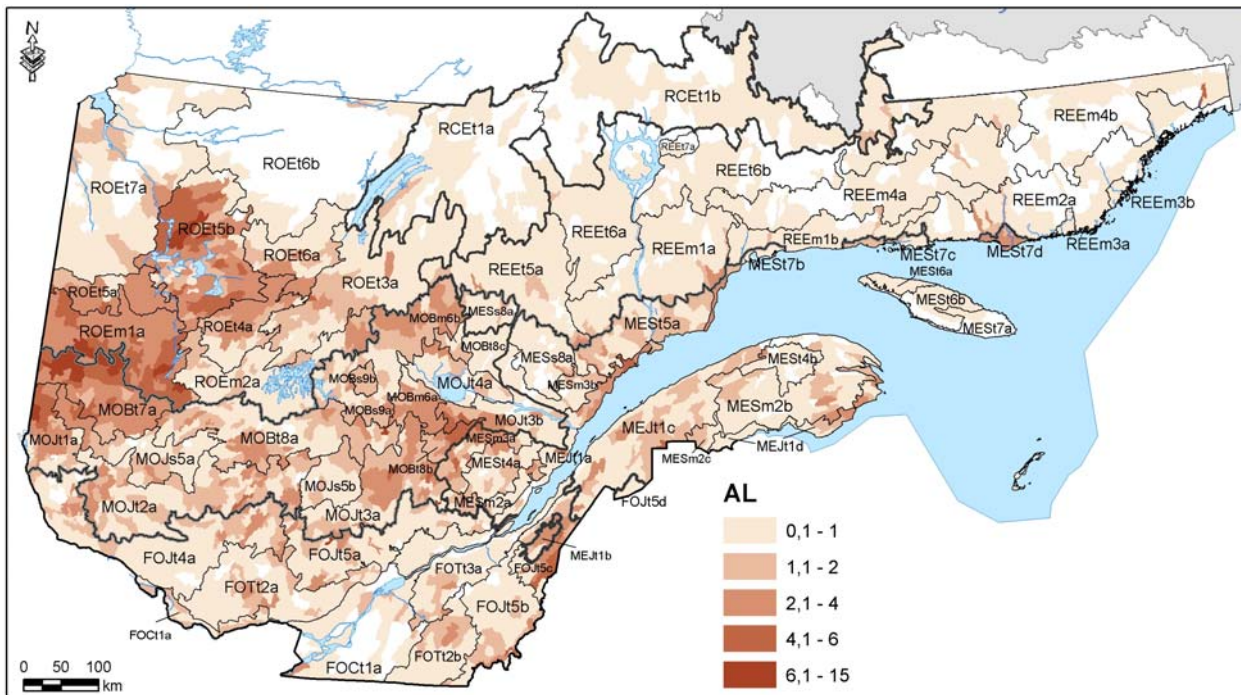 N
RCEt1b
RCEt1a
REEm4b
REEt7a
ROEt6b
REEt6b
ROEt7a
REEm4a
REEm2a
REEm3b
ROEt5b
REEt6a
REEm1a
REEm1b
REEm3a
ROEt6a
MESt7b
MESt7c
MESt7d
REEt5a
MESt6a
ROEt3a
ROEt5a
MESt6b
MOBm6b
MESs8a
MESt5a
MESt7a
ROEm1a
ROEt4a
MOBt8c
MESs8a
MESt4b
ROEm2a
MOBs9b
MOJt4a
MESm3b
MOBm6a
MESm2b
MOBt7a
MOBs9a
MOJt3b
MEJt1c
MOJt1a
MOBt8a
MESm3a
MEJt1d
MOJs5a
MOBt8b
MESt4a
MEJt1a
MESm2c
MOJs5b
FOJt5d
MOJt2a
MOJt3a
MESm2a
FOJt4a
FOJt5a
MEJt1b
FOTt3a
FOJt5c
FOTt2a
FOJt5b
FOCt1a
FOCt1a
FOTt2b
AL
0,1 - 1
1,1 - 2
2,1 - 4
4,1 - 6
6,1 - 15
0 50 100
km